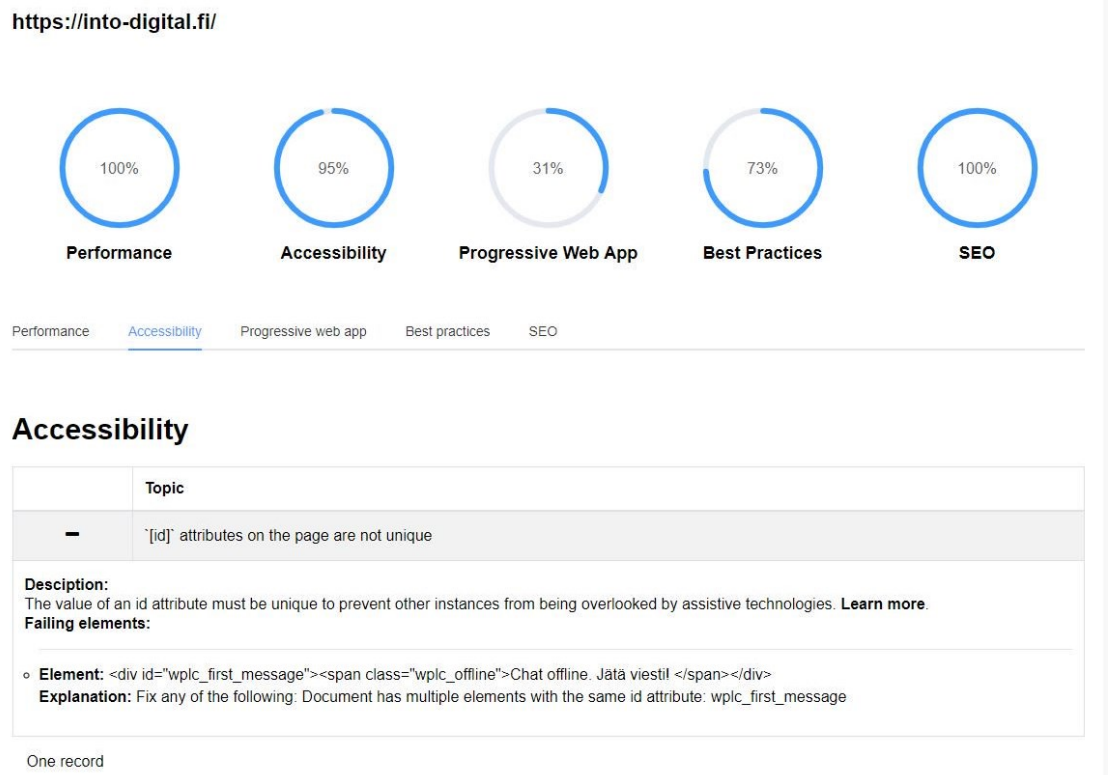 https://into-digital.fi/
100% 95% 31% 73% 100%
Performance Accessibility Progressive Web App Best Practices SEO
Performance Accessibility Progressive web app Best practices SEO
Accessibility
Topic
`[id]` attributes on the page are not unique
Desciption:
The value of an id attribute must be unique to prevent other instances from being overlooked by assistive technologies. Learn more.
Failing elements:
Element: <div id="wplc_first_message"><span class="wplc_offline">Chat offline. Jätä viesti! </span></div>
Explanation: Fix any of the following: Document has multiple elements with the same id attribute: wplc_first_message
One record